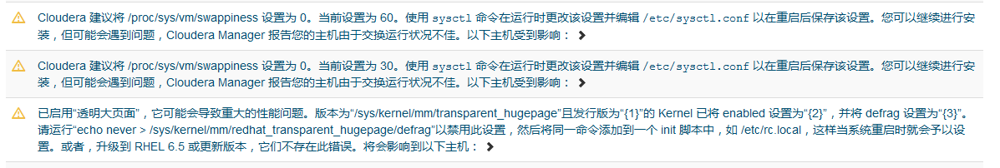 Cloudera 建议将 /proc/sys/vm/swappiness 设置为 0。当前设置为 60。使用 sysctl 命令在运行时更改该设置并编辑 /etc/sysctl.conf 以在重启后保存该设置。您可以继续进行安
装，但可能会遇到问题，Cloudera Manager 报告您的主机由于交换运行状况不佳。以下主机受到影响：
Cloudera 建议将 /proc/sys/vm/swappiness 设置为 0。当前设置为 30。使用 sysctl 命令在运行时更改该设置并编辑 /etc/sysctl.conf 以在重启后保存该设置。您可以继续进行安
装，但可能会遇到问题，Cloudera Manager 报告您的主机由于交换运行状况不佳。以下主机受到影响：
已启用“透明大页面”，它可能会导致重大的性能问题。版本为“/sys/kernel/mm/transparent_hugepage”且发行版为“{1}”的 Kernel 已将 enabled 设置为“{2}”，并将 defrag 设置为“{3}”。
请运行“echo never > /sys/kernel/mm/redhat_transparent_hugepage/defrag”以禁用此设置，然后将同一命令添加到一个 init 脚本中，如 /etc/rc.local，这样当系统重启时就会予以设
置。或者，升级到 RHEL 6.5 或更新版本，它们不存在此错误。将会影响到以下主机：